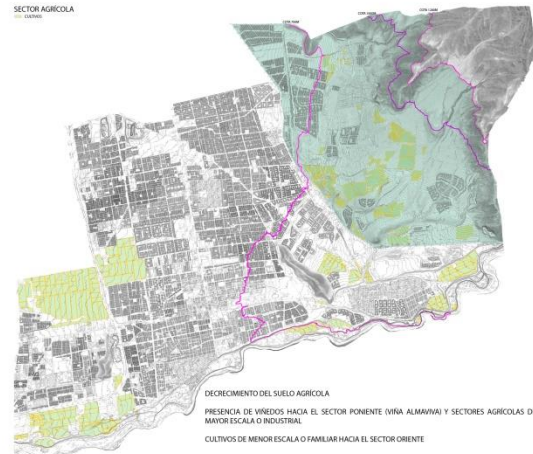 SECTOR AGRÍCOLA
CULTIVOS
DECRECIMIENTO DEL SUELO AGRÍCOLA
PRESENCIA DE VIÑEDOS HACIA EL SECTOR PONIENTE (VIÑA ALMAVIVA) Y SECTORES AGRÍCOLAS D
MAYOR ESCALA O INDUSTRIAL
CULTIVOS DE MENOR ESCALA O FAMILIAR HACIA EL SECTOR ORIENTE